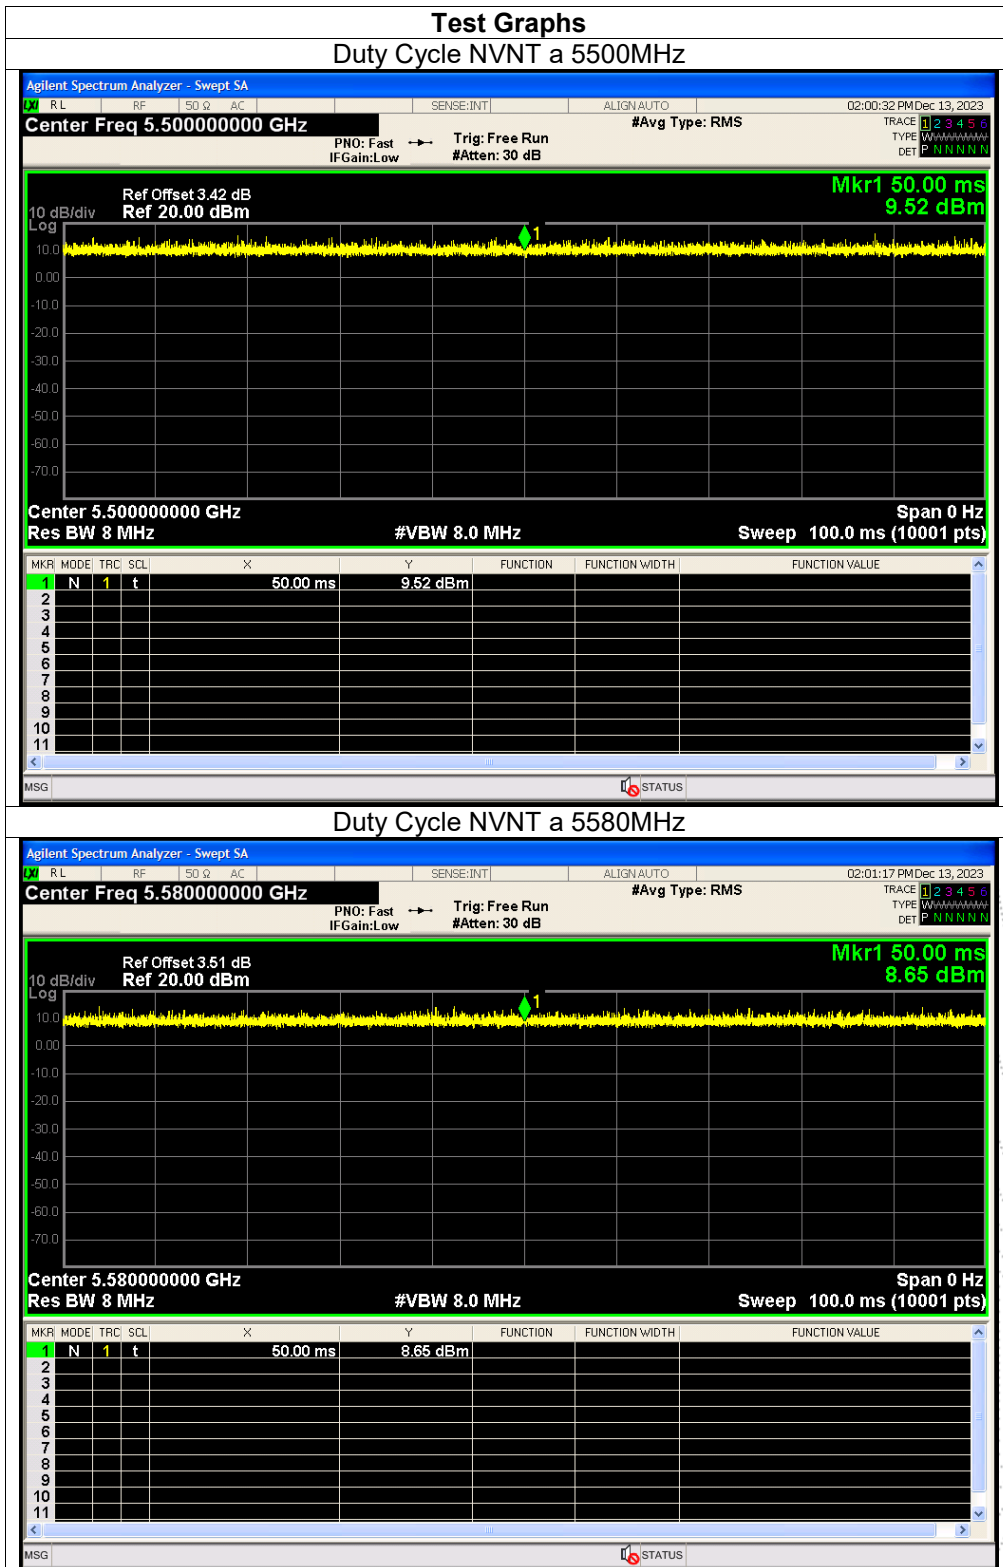 Test Graphs
Duty Cycle NVNT a 5500MHz
Agilent Spectrum Analyzer - Swept SA
LXI RL RF 50 Ω AC SENSE:INT ALIGN AUTO 02:00:32 PM Dec 13, 2023
Center Freq 5.500000000 GHz #Avg Type: RMS TRACE 1 2 3 4 5 6
PNO: Fast Trig: Free Run TYPE WWWWWW
IFGain:Low #Atten: 30 dB DET P N N N N N
Mkr1 50.00 ms
Ref Offset 3.42 dB
10 dB/div Ref 20.00 dBm 9.52 dBm
Log
1
10.0
0.00
-10.0
-20.0
-30.0
-40.0
-50.0
-60.0
-70.0
Center 5.500000000 GHz Span 0 Hz
Res BW 8 MHz #VBW 8.0 MHz Sweep 100.0 ms (10001 pts)
MKR MODE TRC SCL X Y FUNCTION FUNCTION WIDTH FUNCTION VALUE
1 N 1 t 50.00 ms 9.52 dBm
2
3
4
5
6
7
8
9
10
11
MSG STATUS
Duty Cycle NVNT a 5580MHz
Agilent Spectrum Analyzer - Swept SA
LXI RL RF 50 Ω AC SENSE:INT ALIGN AUTO 02:01:17 PM Dec 13, 2023
Center Freq 5.580000000 GHz #Avg Type: RMS TRACE 1 2 3 4 5 6
PNO: Fast Trig: Free Run TYPE WWWWWW
IFGain:Low #Atten: 30 dB DET P N N N N N
Mkr1 50.00 ms
Ref Offset 3.51 dB
10 dB/div Ref 20.00 dBm 8.65 dBm
Log
1
10.0
0.00
-10.0
-20.0
-30.0
-40.0
-50.0
-60.0
-70.0
Center 5.580000000 GHz Span 0 Hz
Res BW 8 MHz #VBW 8.0 MHz Sweep 100.0 ms (10001 pts)
MKR MODE TRC SCL X Y FUNCTION FUNCTION WIDTH FUNCTION VALUE
1 N 1 t 50.00 ms 8.65 dBm
2
3
4
5
6
7
8
9
10
11
MSG STATUS